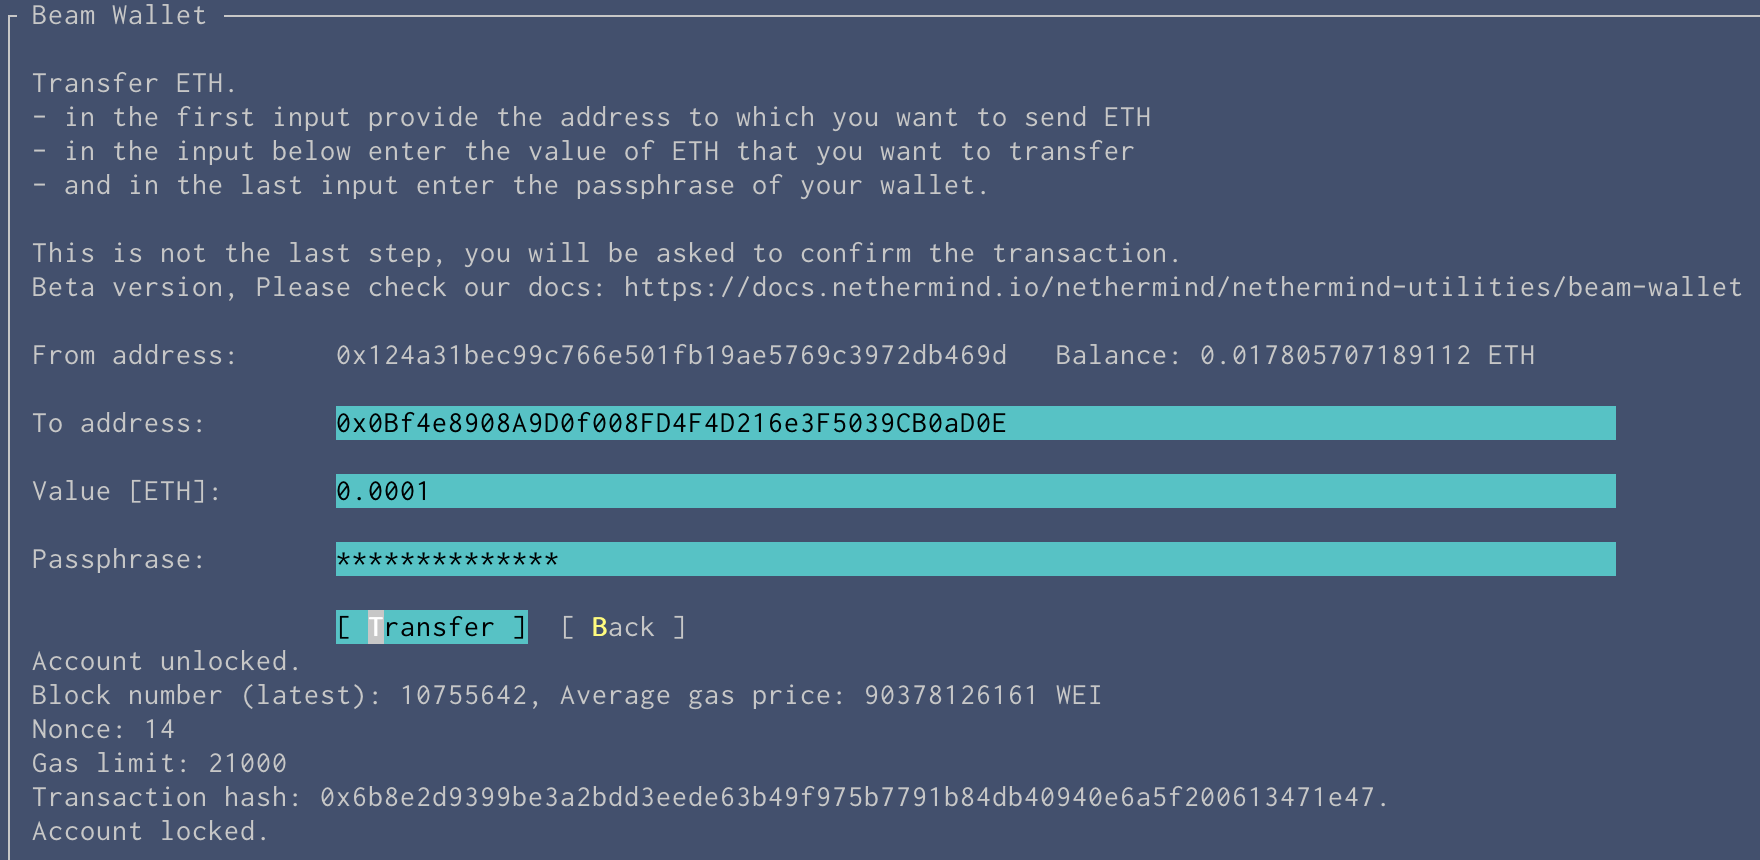 Beam Wallet
Transfer ETH.
- in the first input provide the address to which you want to send ETH
- in the input below enter the value of ETH that you want to transfer
- and in the last input enter the passphrase of your wallet.
This is not the last step, you will be asked to confirm the transaction.
Beta version, Please check our docs: https://docs.nethermind.io/nethermind/nethermind-utilities/beam-wallet
From address: 0x124a31bec99c766e501fb19ae5769c3972db469d Balance: 0.017805707189112 ETH
To address: 0x0Bf4e8908A9D0f008FD4F4D216e3F5039CB0aD0E
Value [ETH]: 0.0001
Passphrase: **************
[ Transfer ] [ Back ]
Account unlocked.
Block number (latest): 10755642, Average gas price: 90378126161 WEI
Nonce: 14
Gas limit: 21000
Transaction hash: 0x6b8e2d9399be3a2bdd3eede63b49f975b7791b84db40940e6a5f200613471e47.
Account locked.